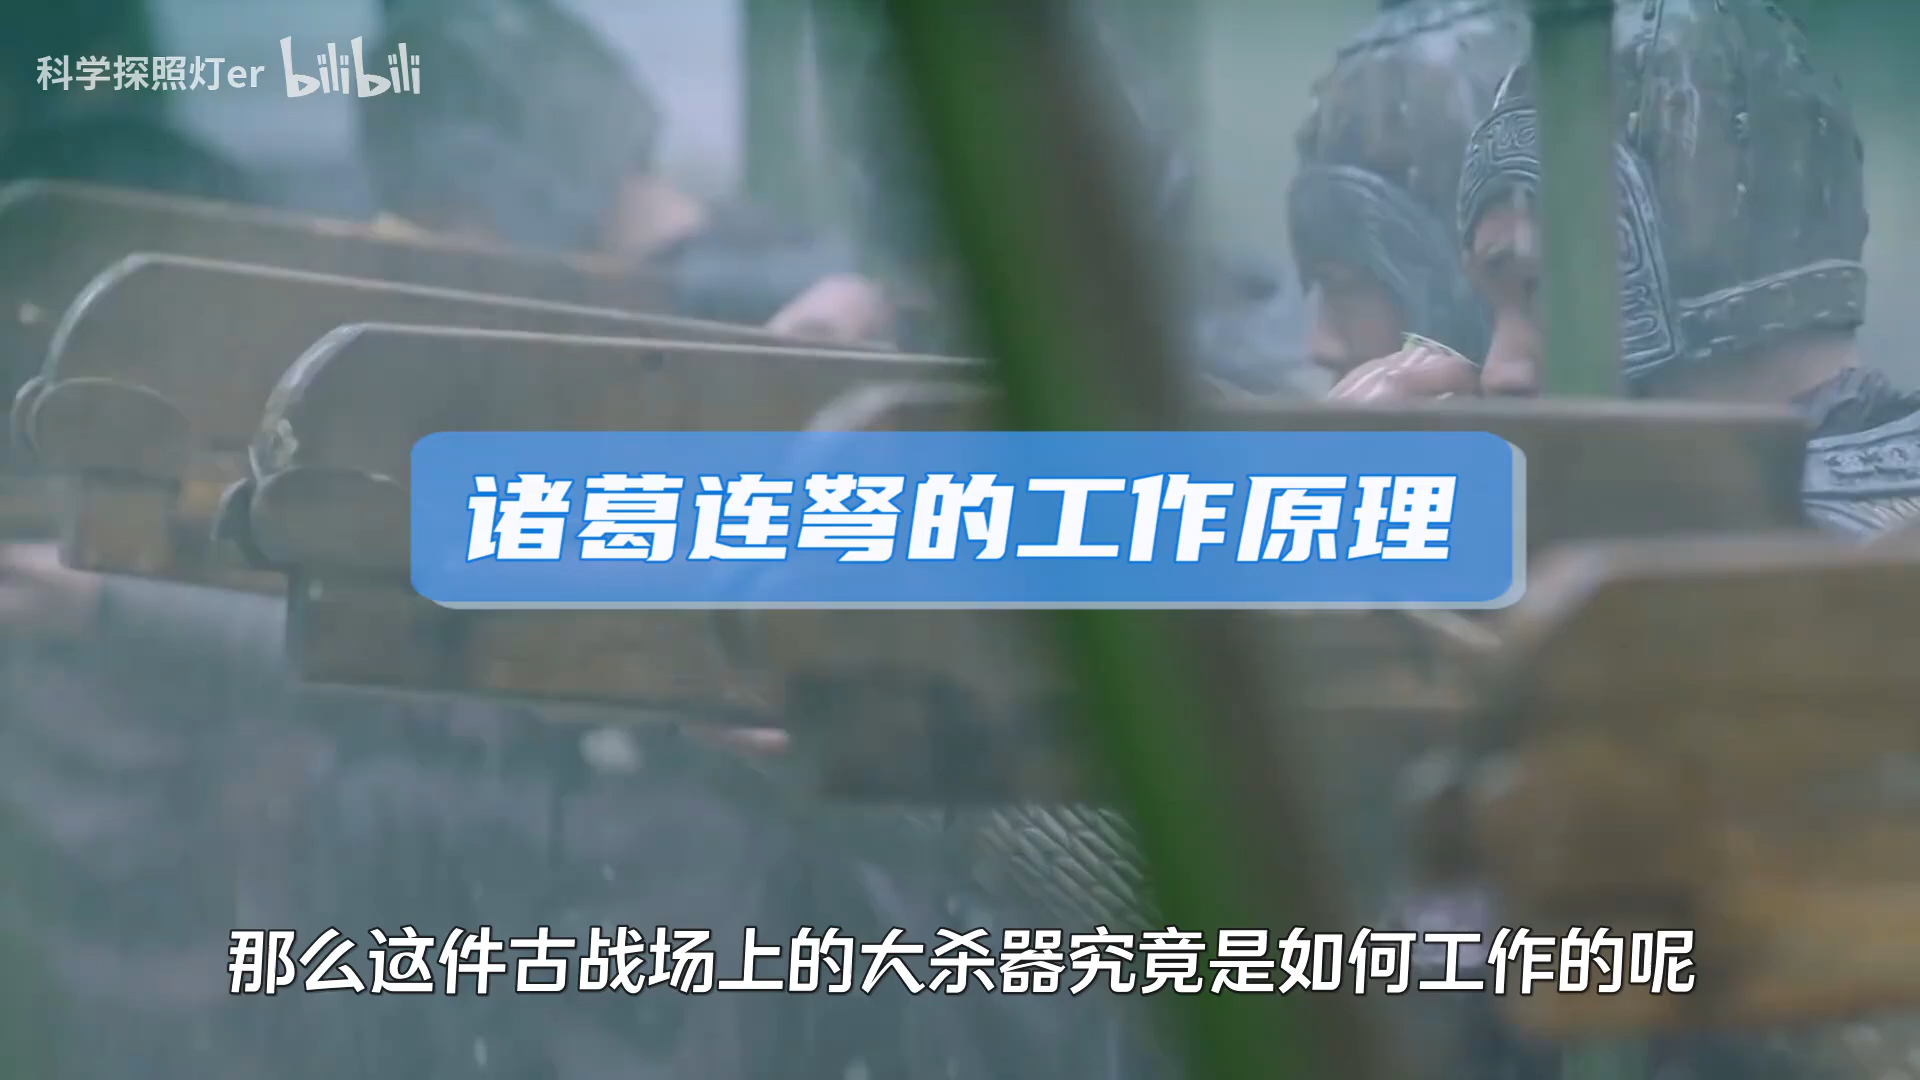 科学探照灯er bilibili
诸葛连弩的工作原理
那么这件古战场上的大杀器究竟是如何工作的呢